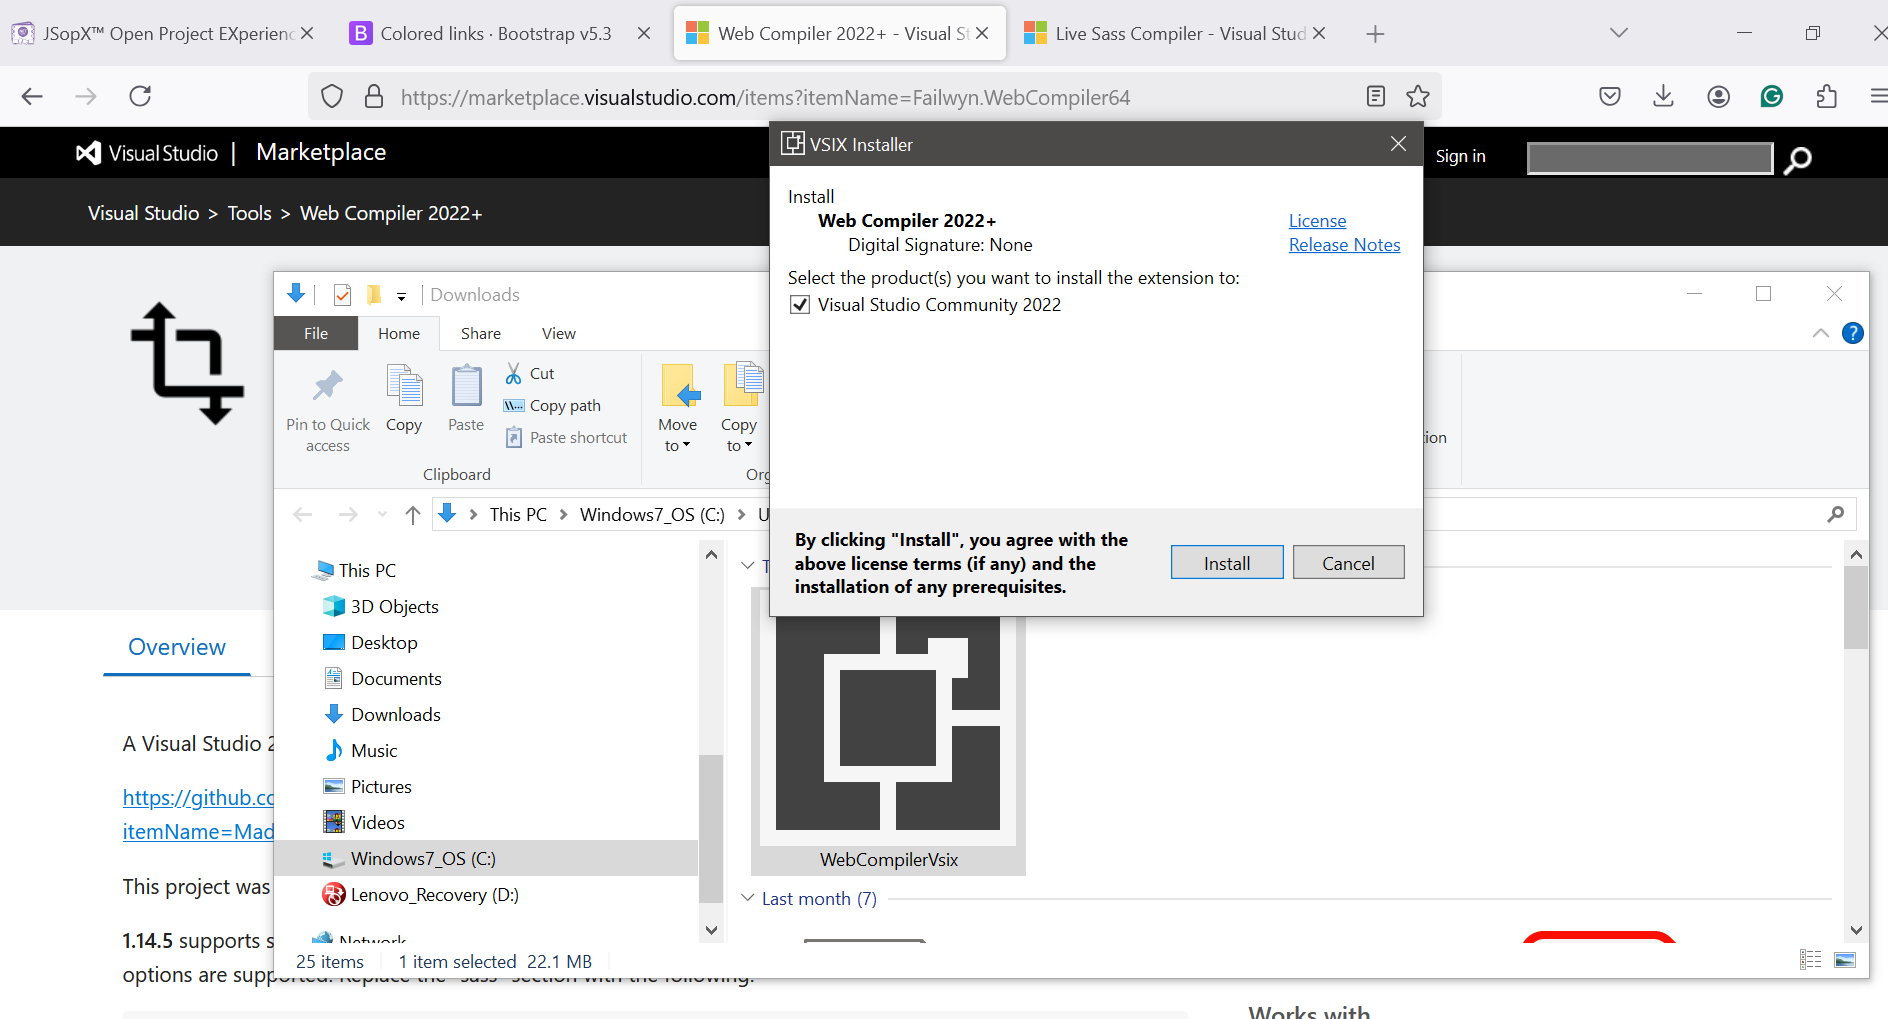 JSopX™ Open Project EXperienc
Colored links · Bootstrap v5.3
Web Compiler 2022+ - Visual St
Live Sass Compiler - Visual Stud
https://marketplace.visualstudio.com/items?itemName=Failwyn.WebCompiler64
Visual Studio | Marketplace
Sign in
Visual Studio > Tools > Web Compiler 2022+
VSIX Installer
Install
Web Compiler 2022+
License
Digital Signature: None
Release Notes
Select the product(s) you want to install the extension to:
Visual Studio Community 2022
By clicking "Install", you agree with the
above license terms (if any) and the
installation of any prerequisites.
Install
Cancel
Downloads
File
Home
Share
View
Pin to Quick
access
Copy
Paste
Cut
Copy path
Paste shortcut
Move
to
Copy
to
Clipboard
Org
ion
This PC > Windows7_OS (C:) > U
This PC
3D Objects
Desktop
Documents
Downloads
Music
Pictures
Videos
Windows7_OS (C:)
Lenovo_Recovery (D:)
Network
T
WebCompilerVsix
Last month (7)
25 items
1 item selected 22.1 MB
Overview
A Visual Studio 2
https://github.co
itemName=Mad
This project was
1.14.5 supports s
options are supported. Replace the "sass" section with the following:
Works with